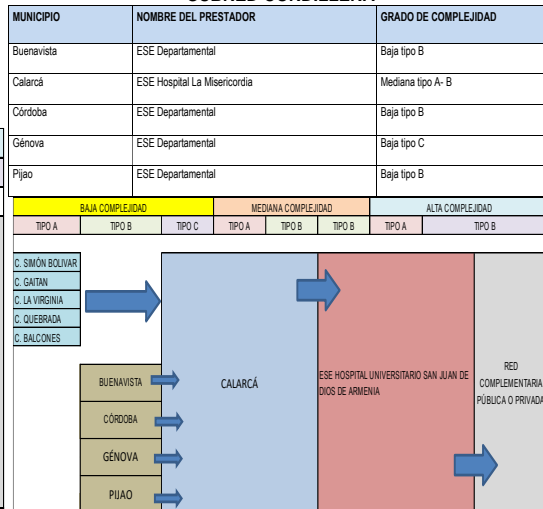 SUBRED CORDILLERA
MUNICIPIO NOMBRE DEL PRESTADOR GRADO DE COMPLEJIDAD
Buenavista ESE Departamental Baja tipo B
Calarcá ESE Hospital La Misericordia Mediana tipo A- B
Córdoba ESE Departamental Baja tipo B
Génova ESE Departamental Baja tipo C
Pijao ESE Departamental Baja tipo B
BAJA COMPLEJIDAD MEDIANA COMPLEJIDAD ALTA COMPLEJIDAD
TIPO A TIPO B TIPO C TIPO A TIPO B TIPO B TIPO A TIPO B
C. SIMÓN BOLIVAR
C. GAITAN
C. LA VIRGINIA
C. QUEBRADA
C. BALCONES
BUENAVISTA
CÓRDOBA
GÉNOVA
PIJAO
CALARCÁ
ESE HOSPITAL UNIVERSITARIO SAN JUAN DE
DIOS DE ARMENIA
RED
COMPLEMENTARIA
PÚBLICA O PRIVADA